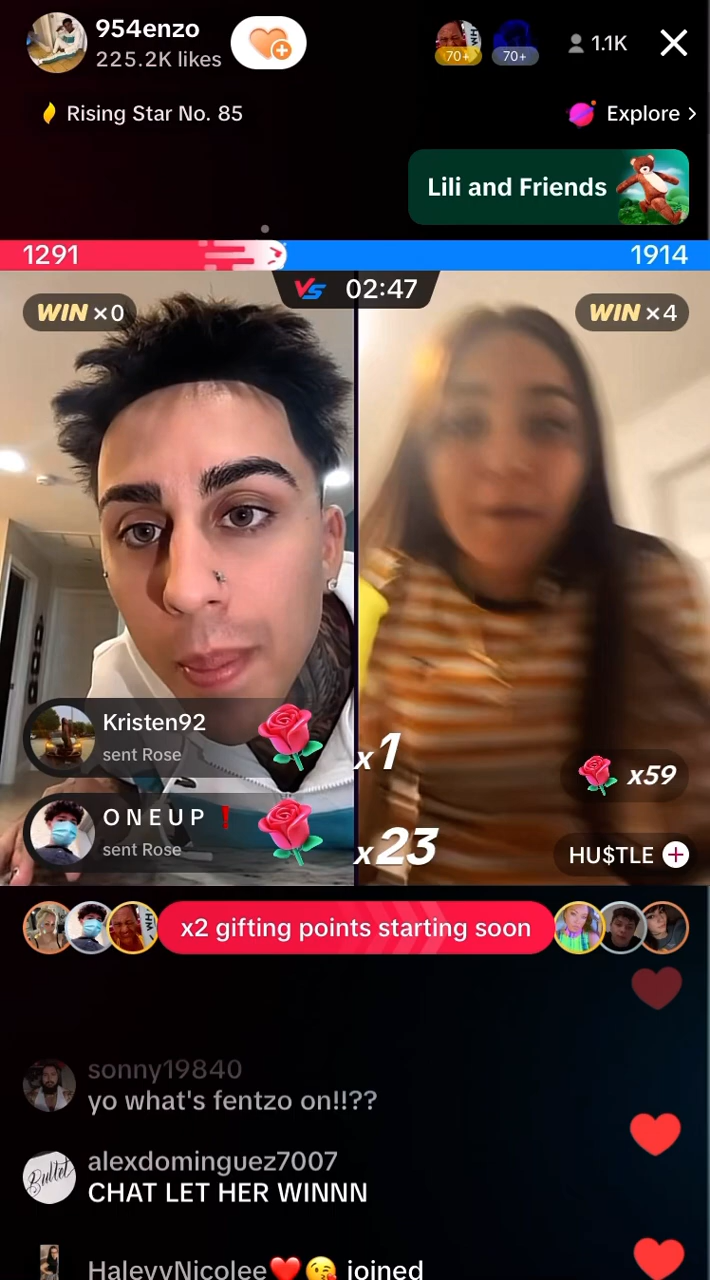 954enzo
225.2K likes
70+
70+
1.1K
Rising Star No. 85
Explore >
Lili and Friends
1291
1914
VS 02:47
WIN ×0
WIN ×4
Kristen92
sent Rose
x1
x59
O N E U P ❗
sent Rose
x23
HU$TLE
x2 gifting points starting soon
sonny19840
yo what's fentzo on!!??
Bullet
alexdominguez7007
CHAT LET HER WINNN
HaleyyNicolee❤️😘 joined